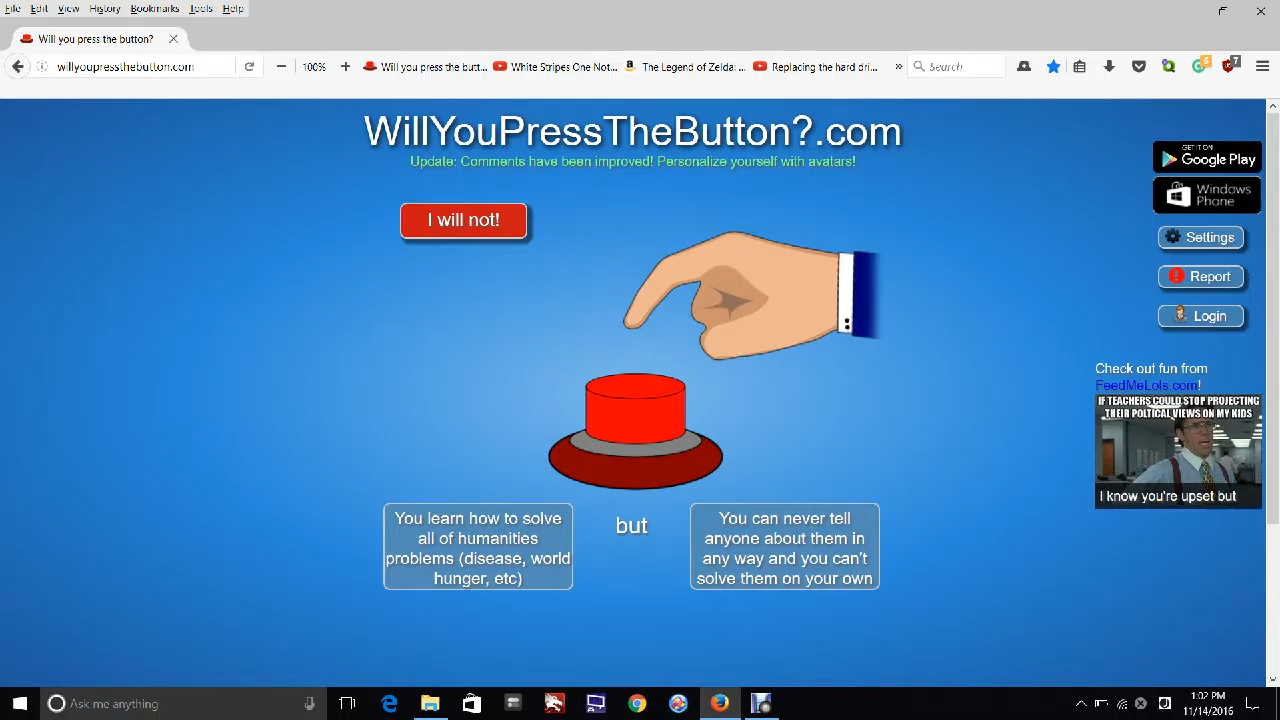 File Edit View History Bookmarks Tools Help
Will you press the button?
willyoupressthebutton.com
100%
Will you press the butt...
White Stripes One Not...
The Legend of Zelda: ...
Replacing the hard dri...
»
Search
6
7
WillYouPressTheButton?.com
Update: Comments have been improved! Personalize yourself with avatars!
GET IT ON
Google Play
Windows
Phone
I will not!
Settings
Report
Login
Check out fun from
FeedMeLols.com!
IF TEACHERS COULD STOP PROJECTING
THEIR POLTICAL VIEWS ON MY KIDS
I know you're upset but
You learn how to solve
all of humanities
problems (disease, world
hunger, etc)
but
You can never tell
anyone about them in
any way and you can't
solve them on your own
Ask me anything
1:02 PM
11/14/2016